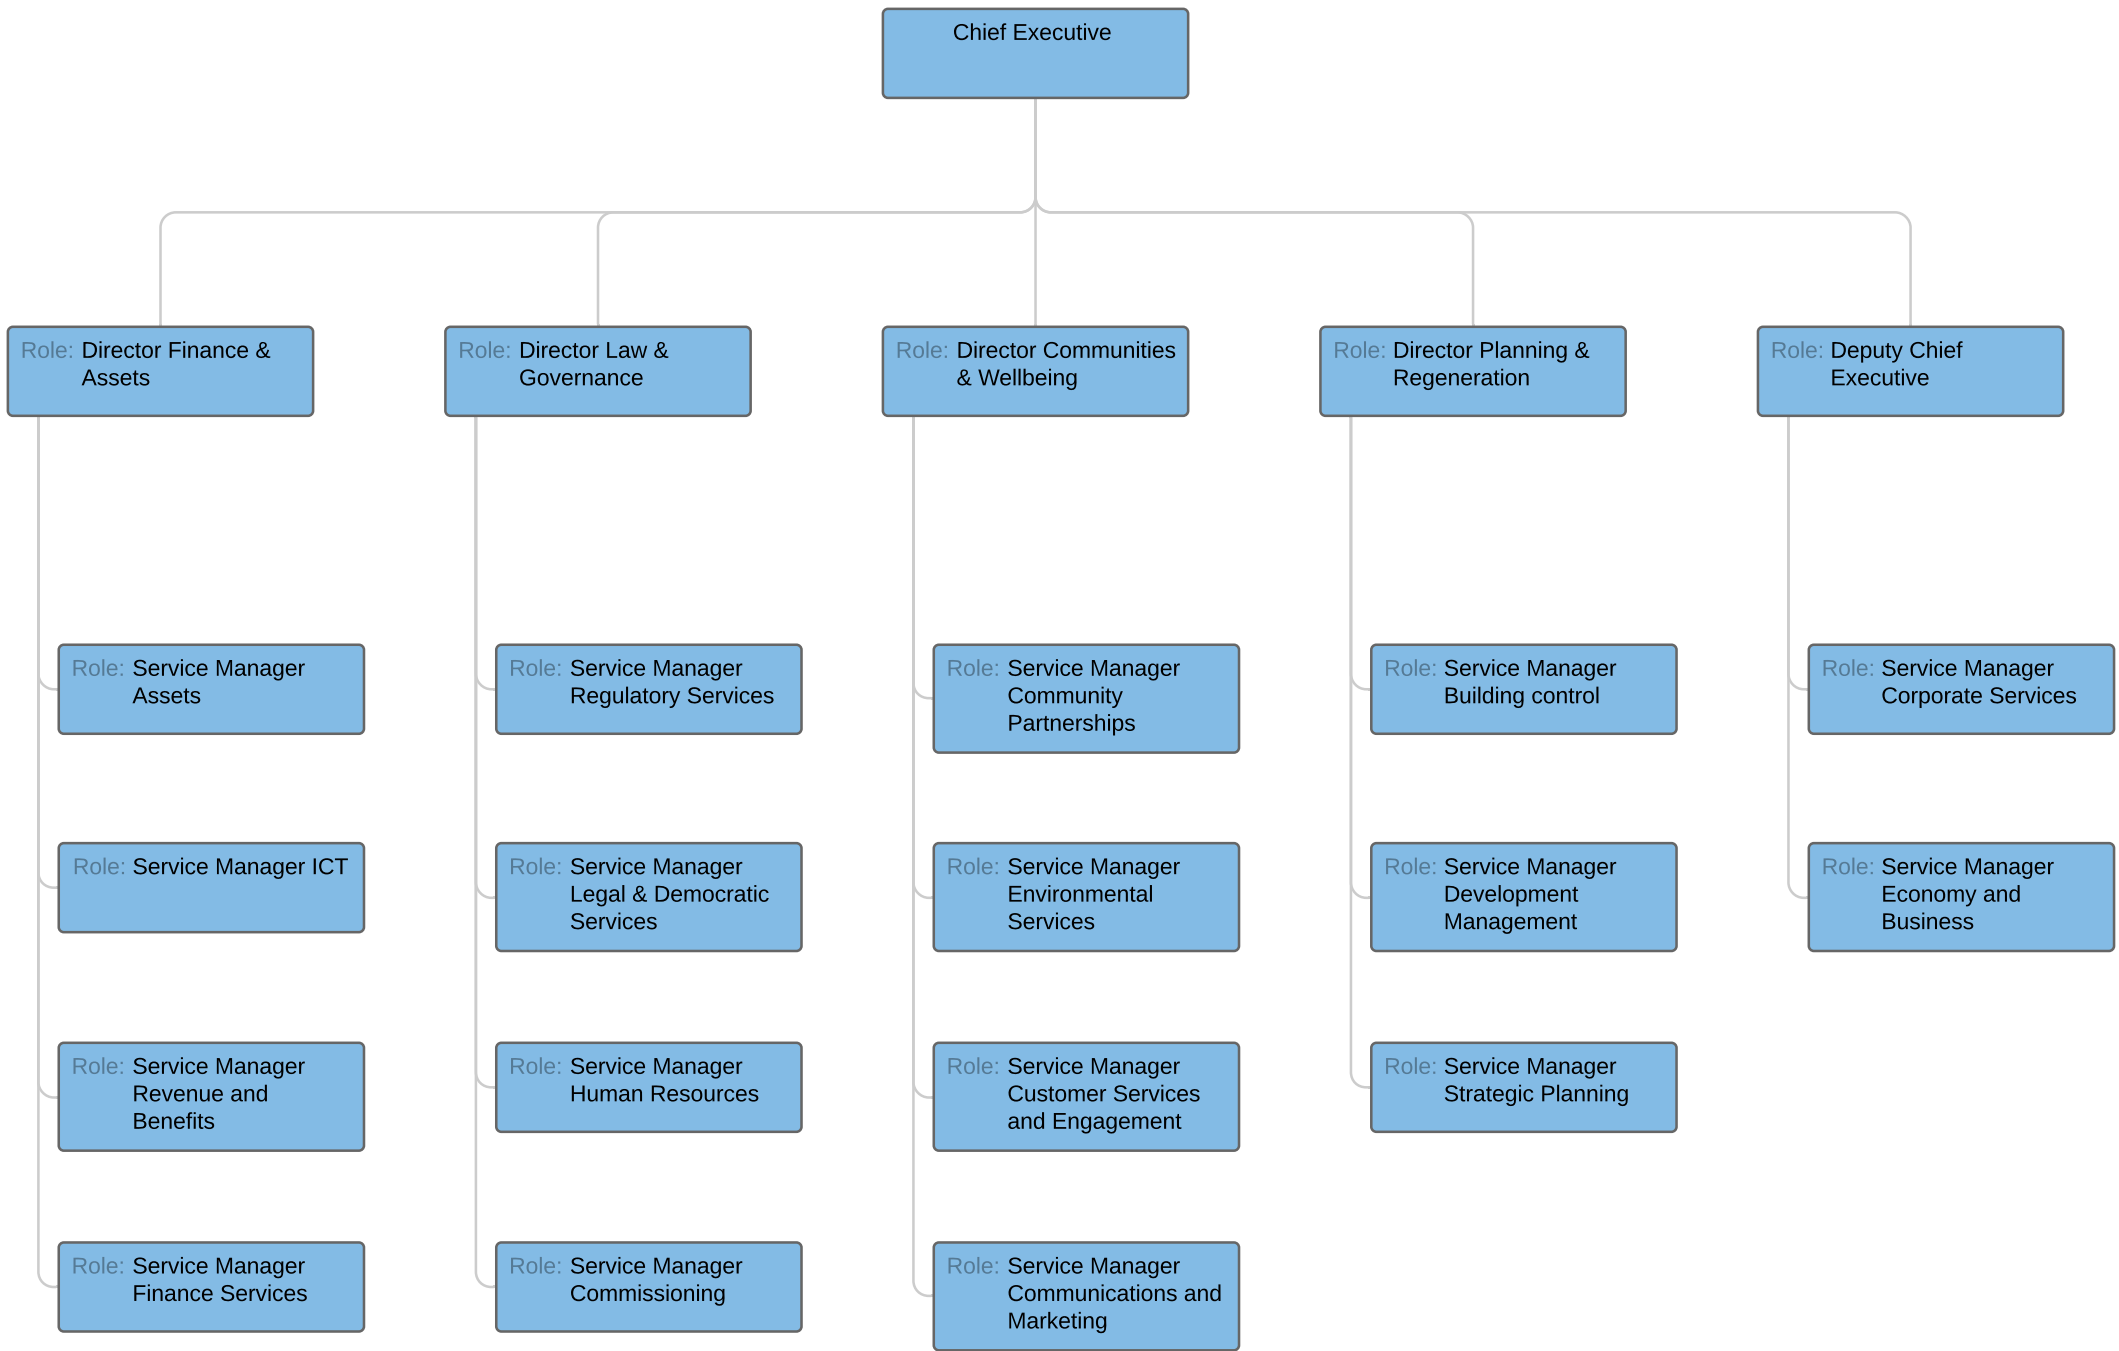 Chief Executive
Role: Director Finance &
Assets
Role: Director Law &
Governance
Role: Director Communities
& Wellbeing
Role: Director Planning &
Regeneration
Role: Deputy Chief
Executive
Role: Service Manager
Assets
Role: Service Manager
Regulatory Services
Role: Service Manager
Community
Partnerships
Role: Service Manager
Building control
Role: Service Manager
Corporate Services
Role: Service Manager ICT
Role: Service Manager
Legal & Democratic
Services
Role: Service Manager
Environmental
Services
Role: Service Manager
Development
Management
Role: Service Manager
Economy and
Business
Role: Service Manager
Revenue and
Benefits
Role: Service Manager
Human Resources
Role: Service Manager
Customer Services
and Engagement
Role: Service Manager
Strategic Planning
Role: Service Manager
Finance Services
Role: Service Manager
Commissioning
Role: Service Manager
Communications and
Marketing